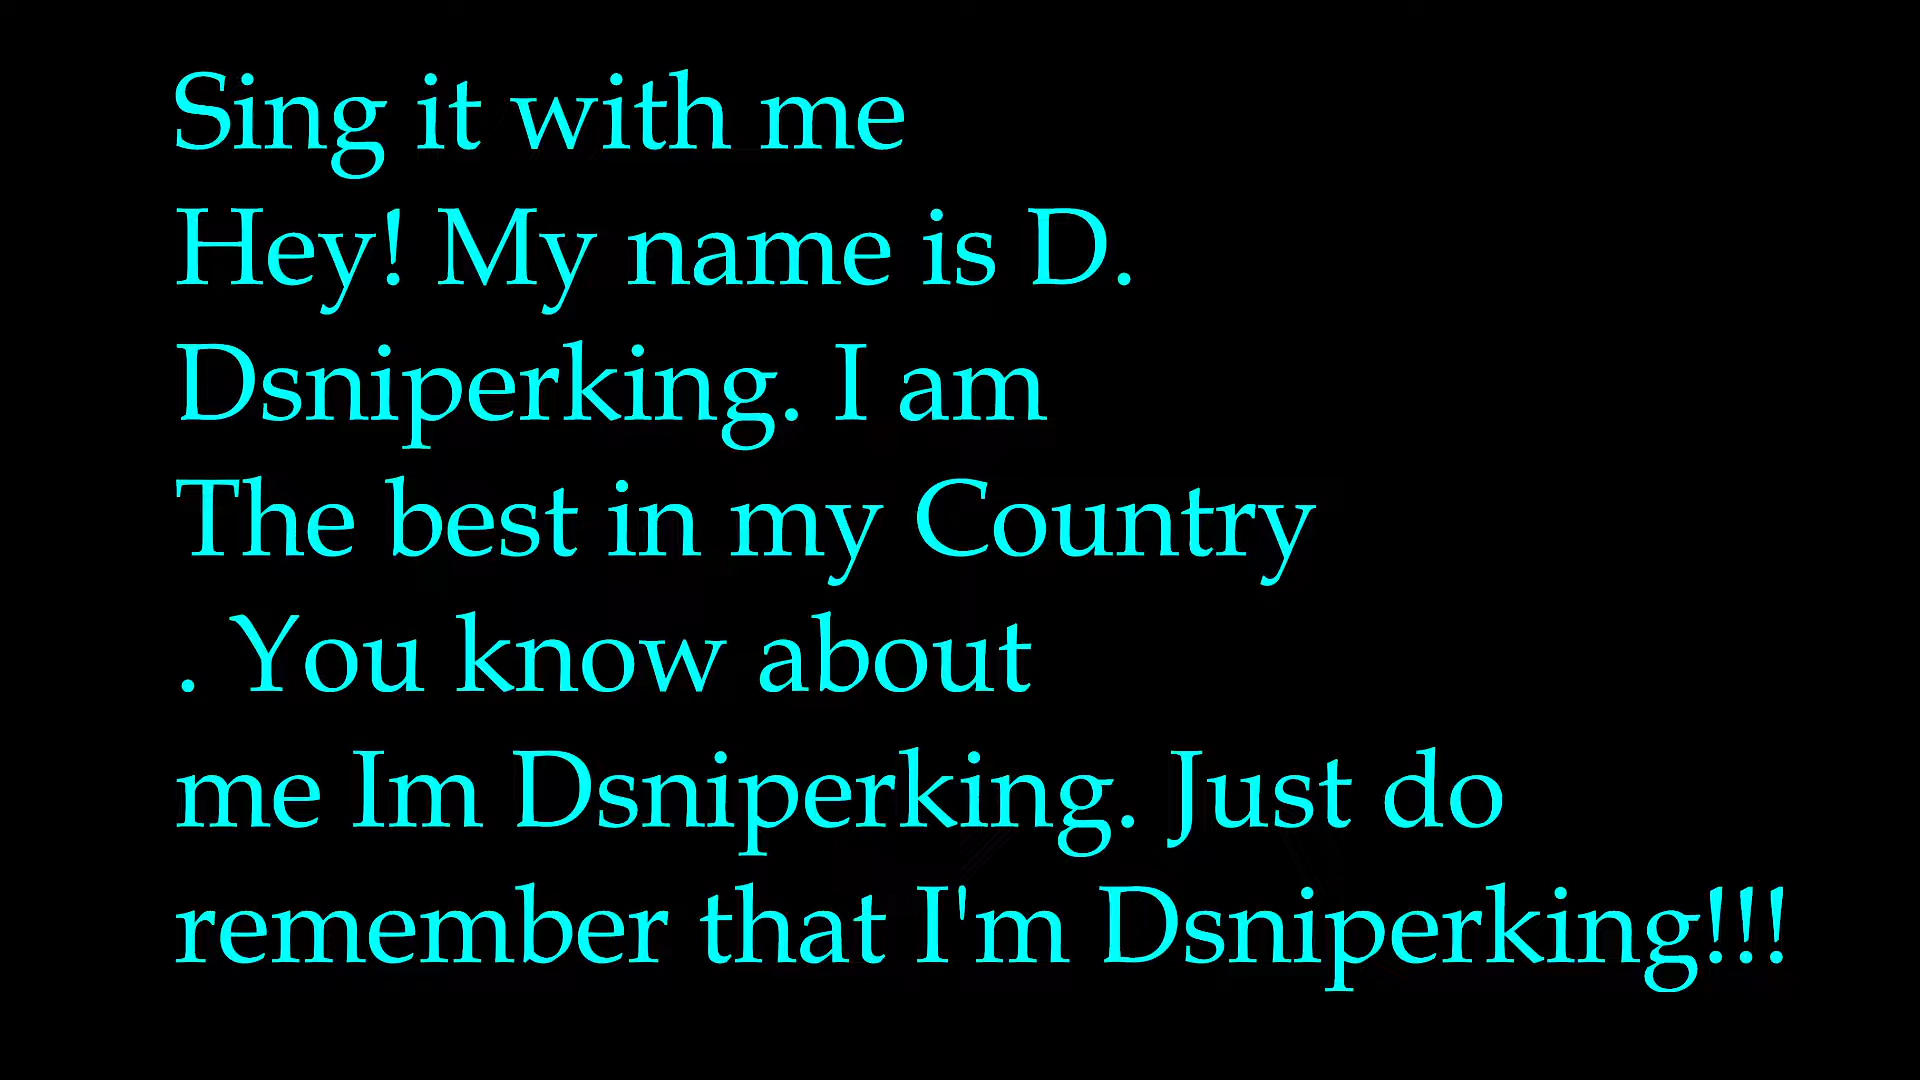 Sing it with me
Hey! My name is D.
Dsniperking. I am
The best in my Country
. You know about
me Im Dsniperking. Just do
remember that I'm Dsniperking!!!